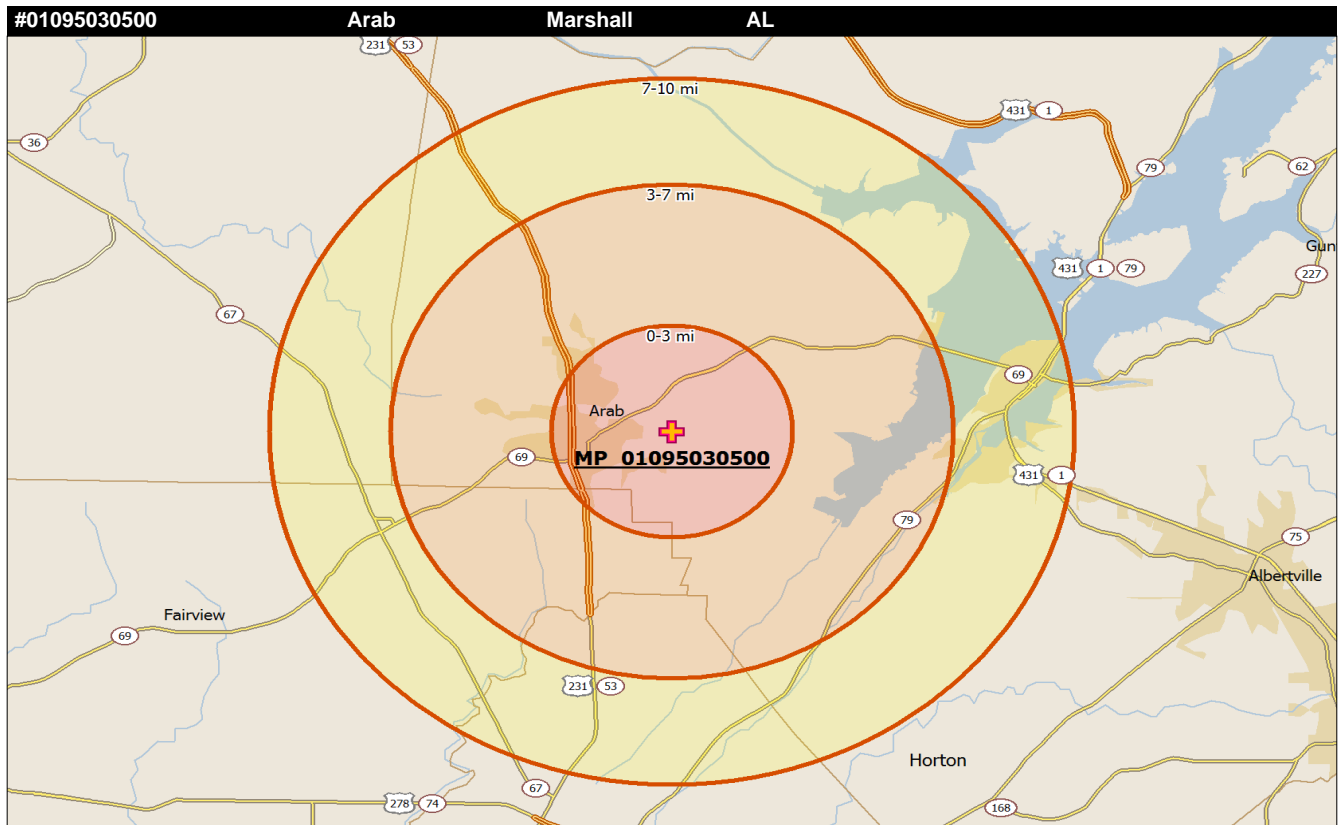 #01095030500 Arab Marshall AL
231 53
7-10 mi
431 1
36
79
62
3-7 mi
Gun
431 1 79
227
67
0-3 mi
69
Arab
MP 01095030500
69
431 1
79
75
Albertville
Fairview
69
231 53
Horton
67
278 74
168